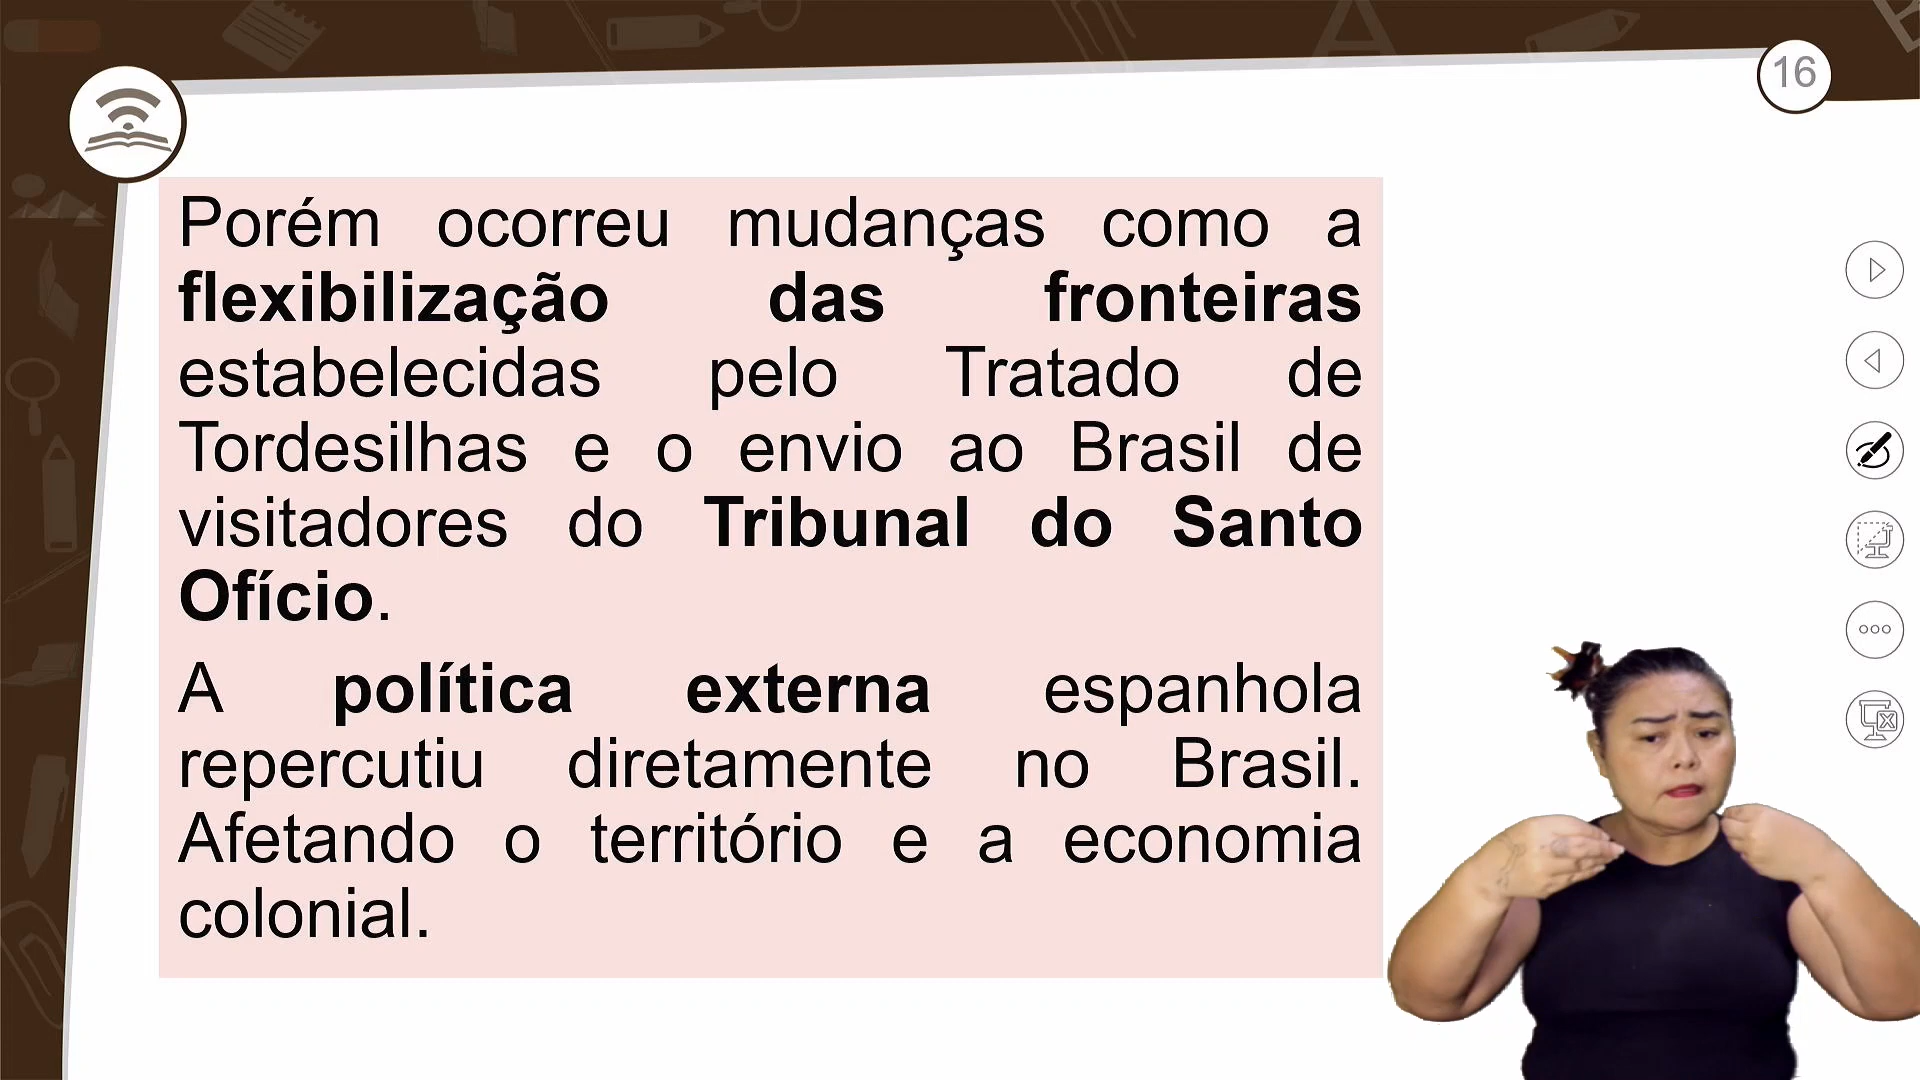 16
Porém ocorreu mudanças como a
flexibilização das fronteiras
estabelecidas pelo Tratado de
Tordesilhas e o envio ao Brasil de
visitadores do Tribunal do Santo
Ofício.
A política externa espanhola
repercutiu diretamente no Brasil.
Afetando o território e a economia
colonial.